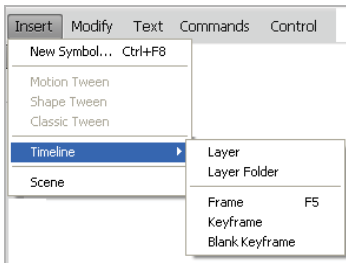 Insert Modify Text Commands Control
New Symbol... Ctrl+F8
Motion Tween
Shape Tween
Classic Tween
Timeline
Scene
Layer
Layer Folder
Frame F5
Keyframe
Blank Keyframe